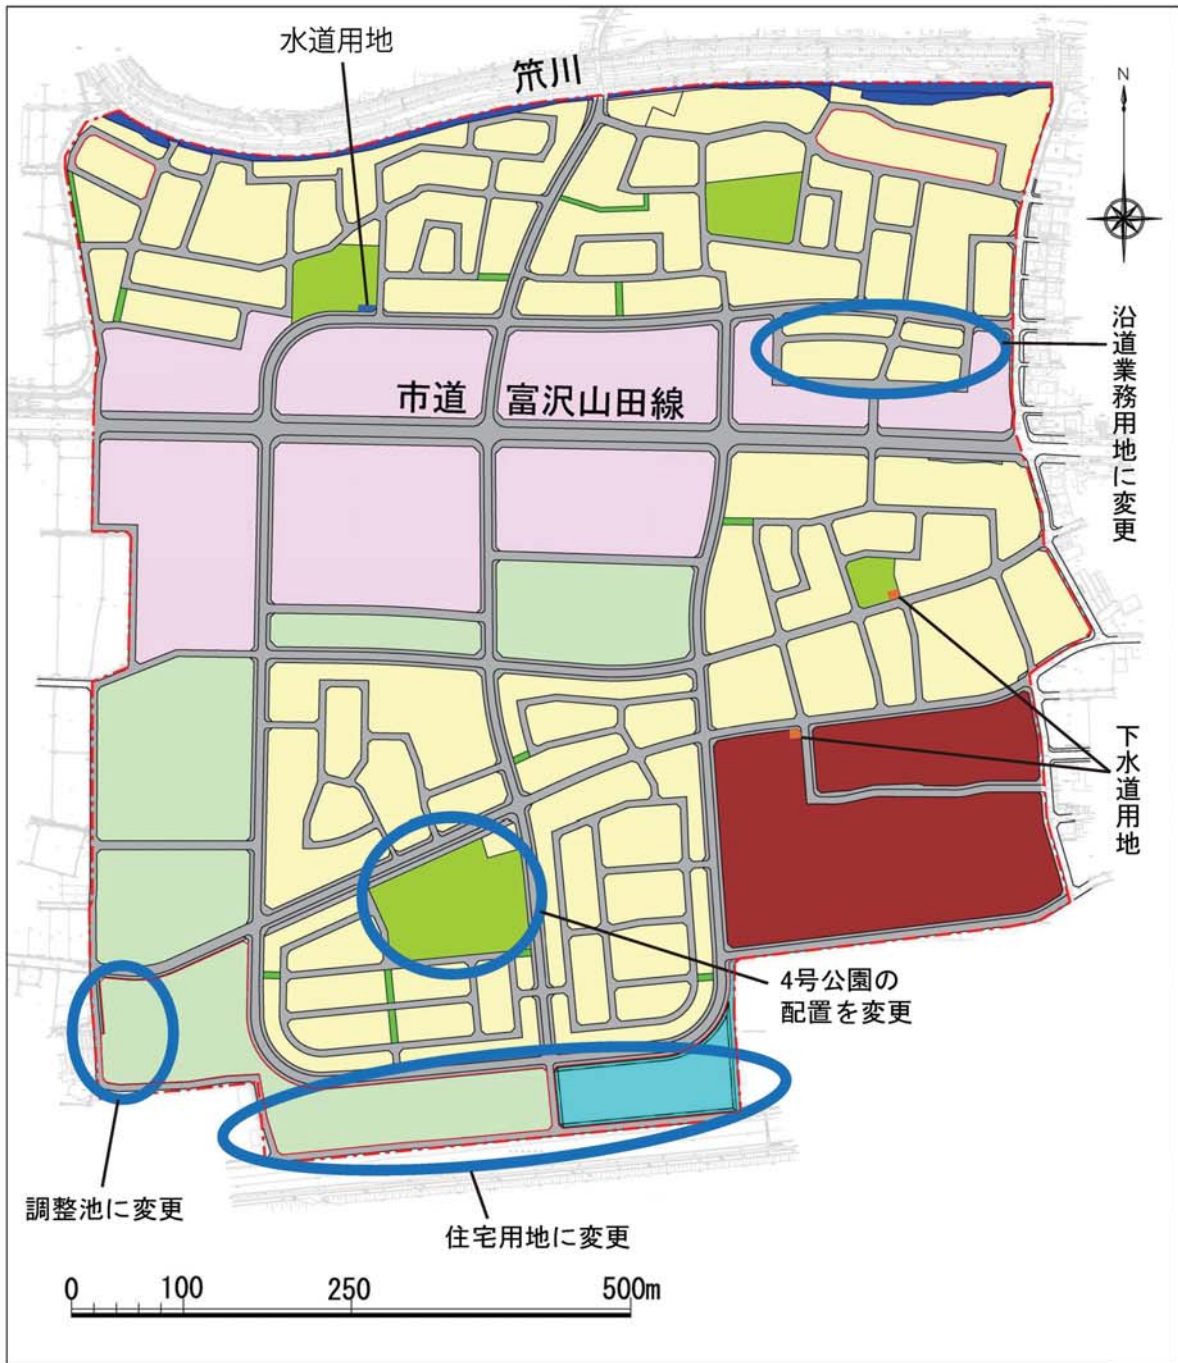 水道用地
笊川
N
沿道業務用地に変更
市道 富沢山田線
下水道用地
4号公園の
配置を変更
調整池に変更
住宅用地に変更
0 100 250 500m